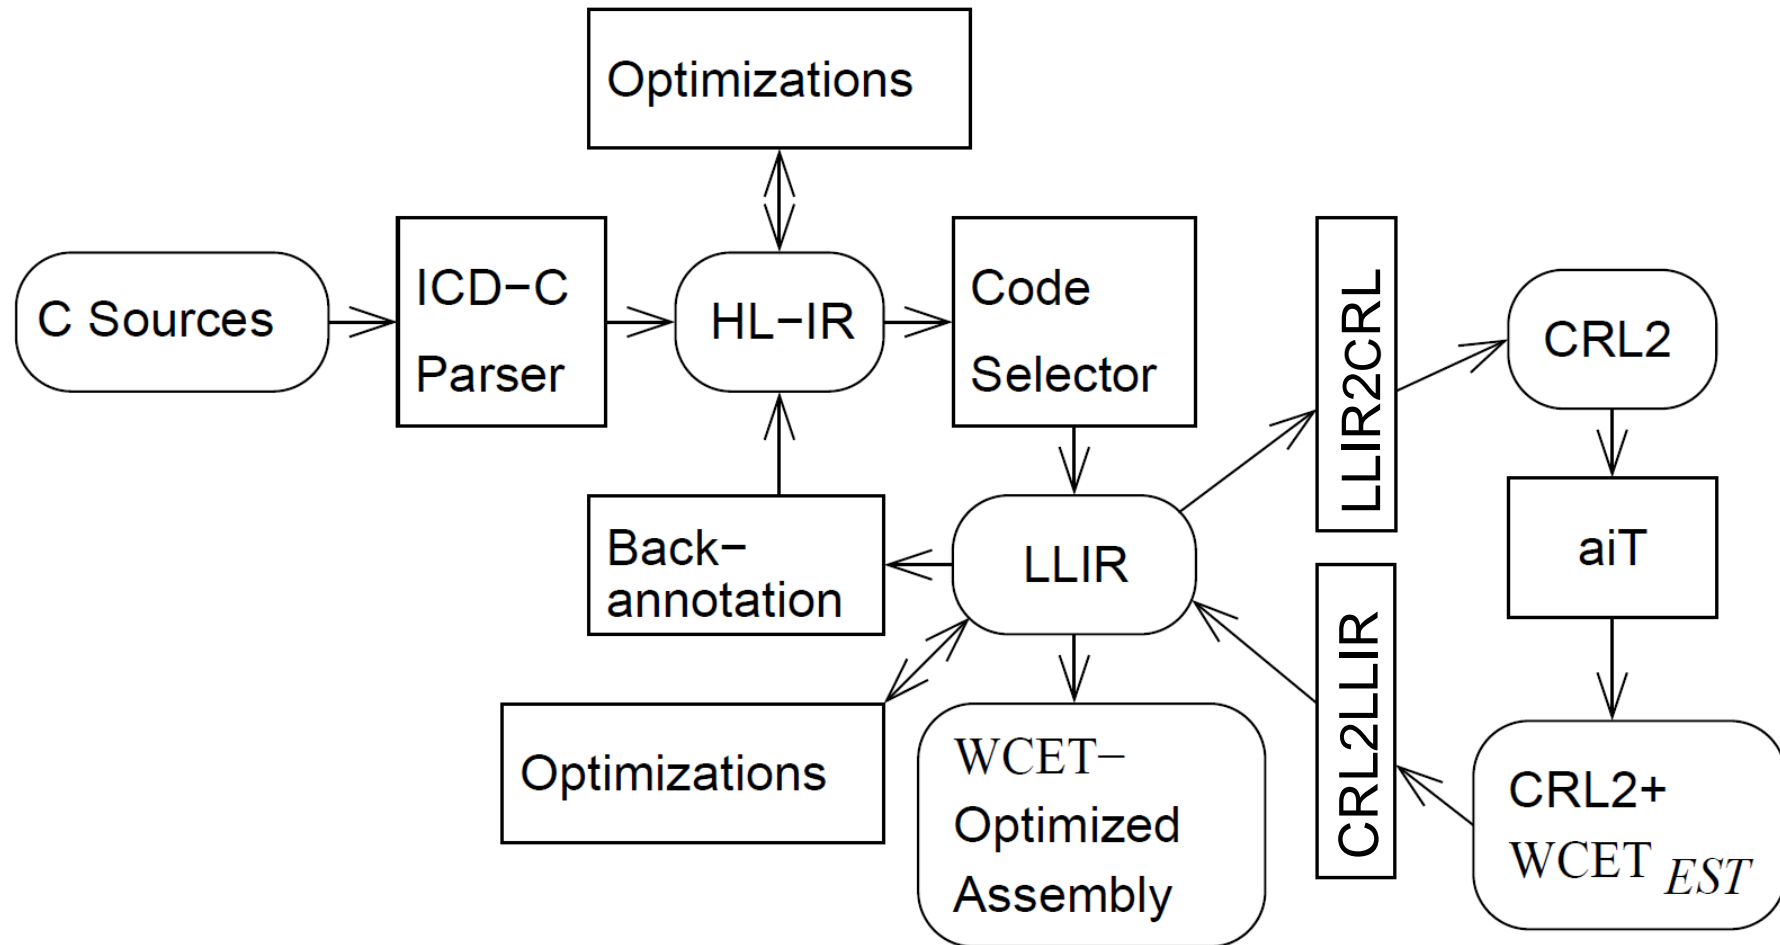 Optimizations
C Sources
ICD−C
Parser
HL−IR
Code
Selector
LLIR2CRL
CRL2
Back−
annotation
LLIR
aiT
Optimizations
WCET−
Optimized
Assembly
CRL2LLIR
CRL2+
WCET EST